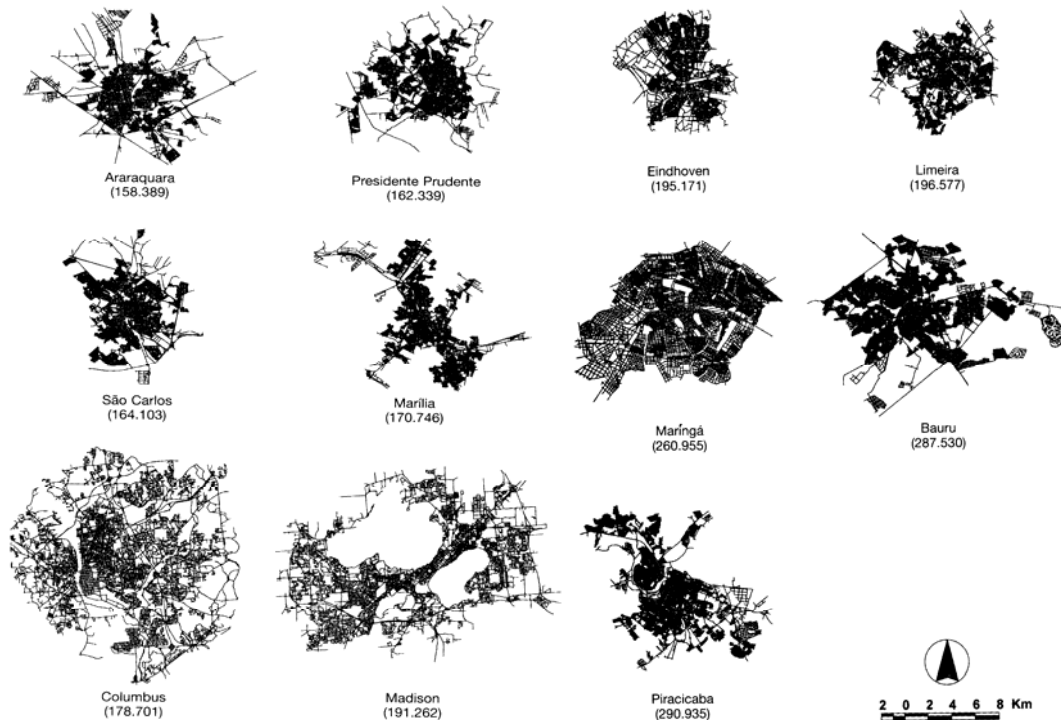 Araraquara
(158.389)
Presidente Prudente
(162.339)
Eindhoven
(195.171)
Limeira
(196.577)
São Carlos
(164.103)
Marília
(170.746)
Maríngá
(260.955)
Bauru
(287.530)
Columbus
(178.701)
Madison
(191.262)
Piracicaba
(290.935)
2 0 2 4 6 8 Km